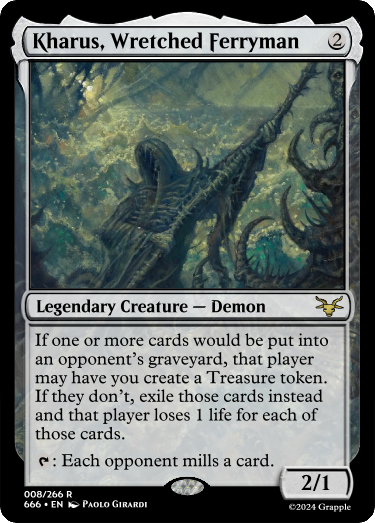 Kharus, Wretched Ferryman 2
Legendary Creature — Demon
If one or more cards would be put into
an opponent's graveyard, that player
may have you create a Treasure token.
If they don't, exile those cards instead
and that player loses 1 life for each of
those cards.
: Each opponent mills a card.
2/1
008/266 R
666 • EN Paolo Girardi
©2024 Grapple